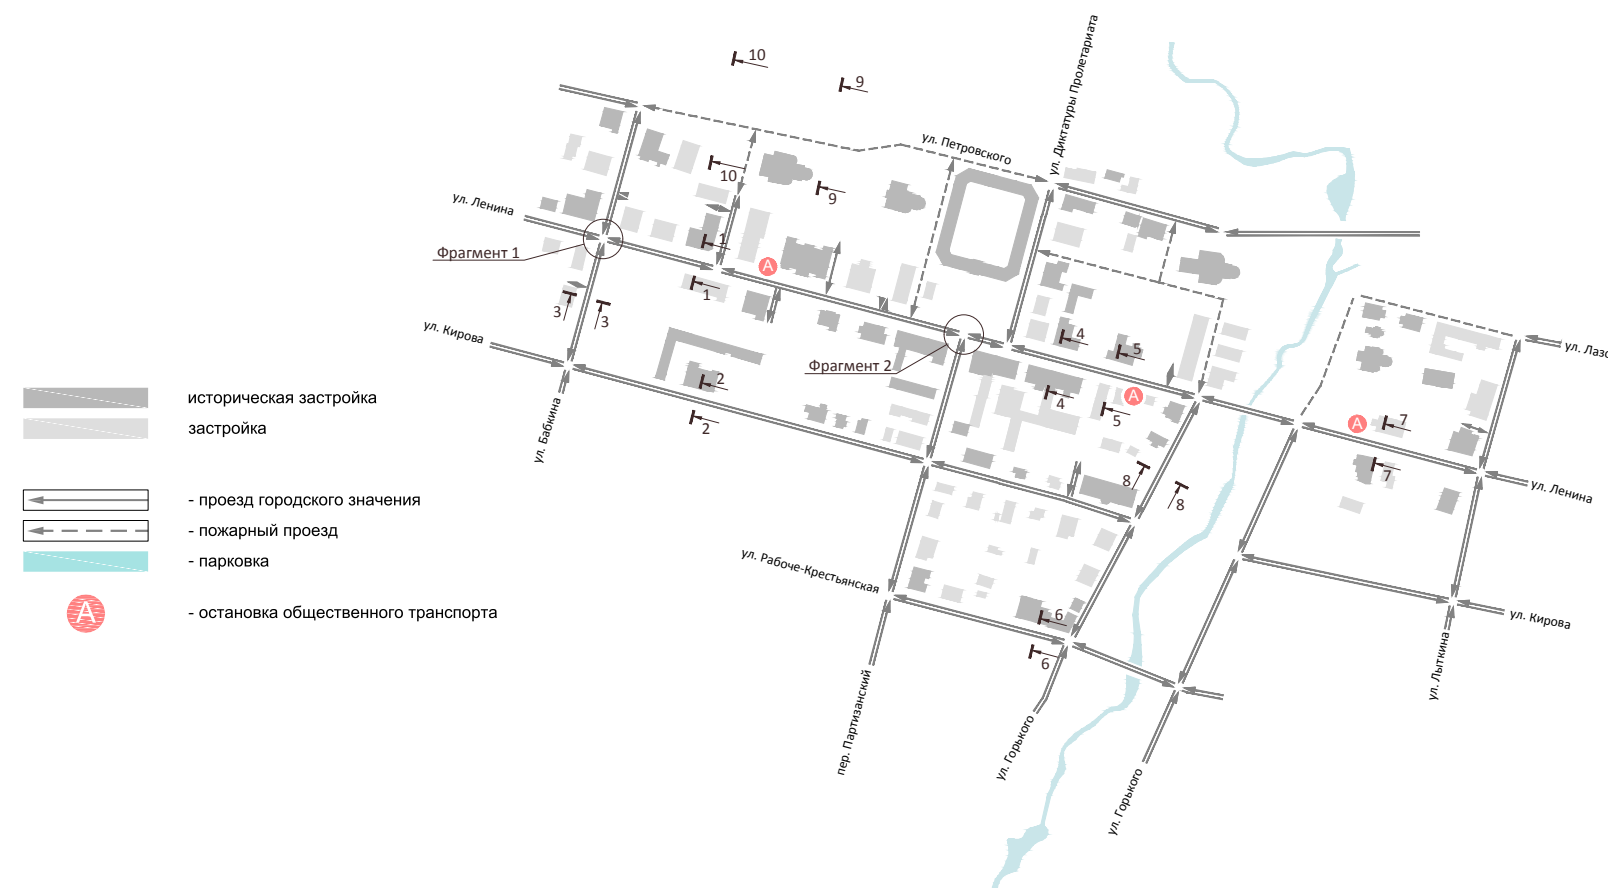 10
9
ул. Диктатуры Пролетариата
ул. Петровского
10
9
ул. Ленина
Фрагмент 1
1
1
3
3
ул. Кирова
4
5
ул. Лазо
Фрагмент 2
2
4
5
2
7
7
ул. Бабкина
8
8
ул. Ленина
историческая застройка
застройка
- проезд городского значения
- пожарный проезд
- парковка
А
- остановка общественного транспорта
А
А
А
ул. Рабоче-Крестьянская
6
6
ул. Кирова
ул. Лыткина
пер. Партизанский
ул. Горького
ул. Горького